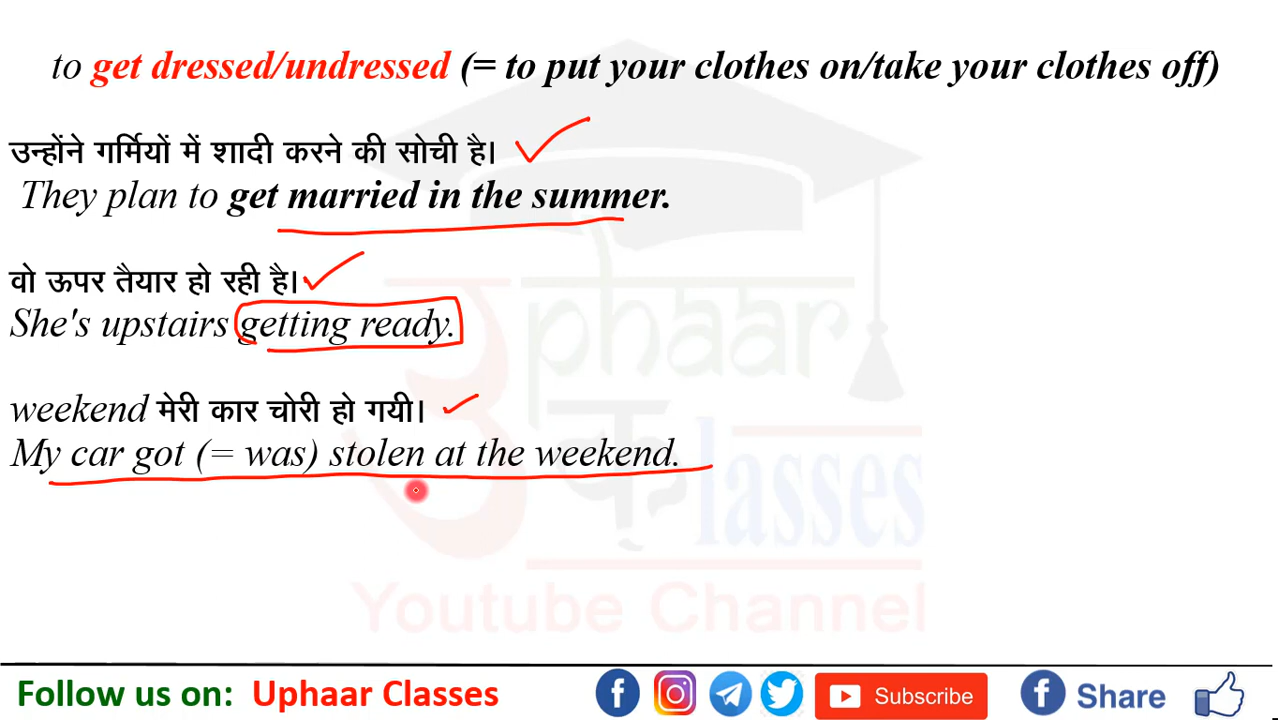 to get dressed/undressed (= to put your clothes on/take your clothes off)
उन्होंने गर्मियों में शादी करने की सोची है।
They plan to get married in the summer.
वो ऊपर तैयार हो रही है।
She's upstairs getting ready.
weekend मेरी कार चोरी हो गयी।
My car got (= was) stolen at the weekend.
उphaar
कlasses
Youtube Channel
Follow us on: Uphaar Classes Subscribe Share